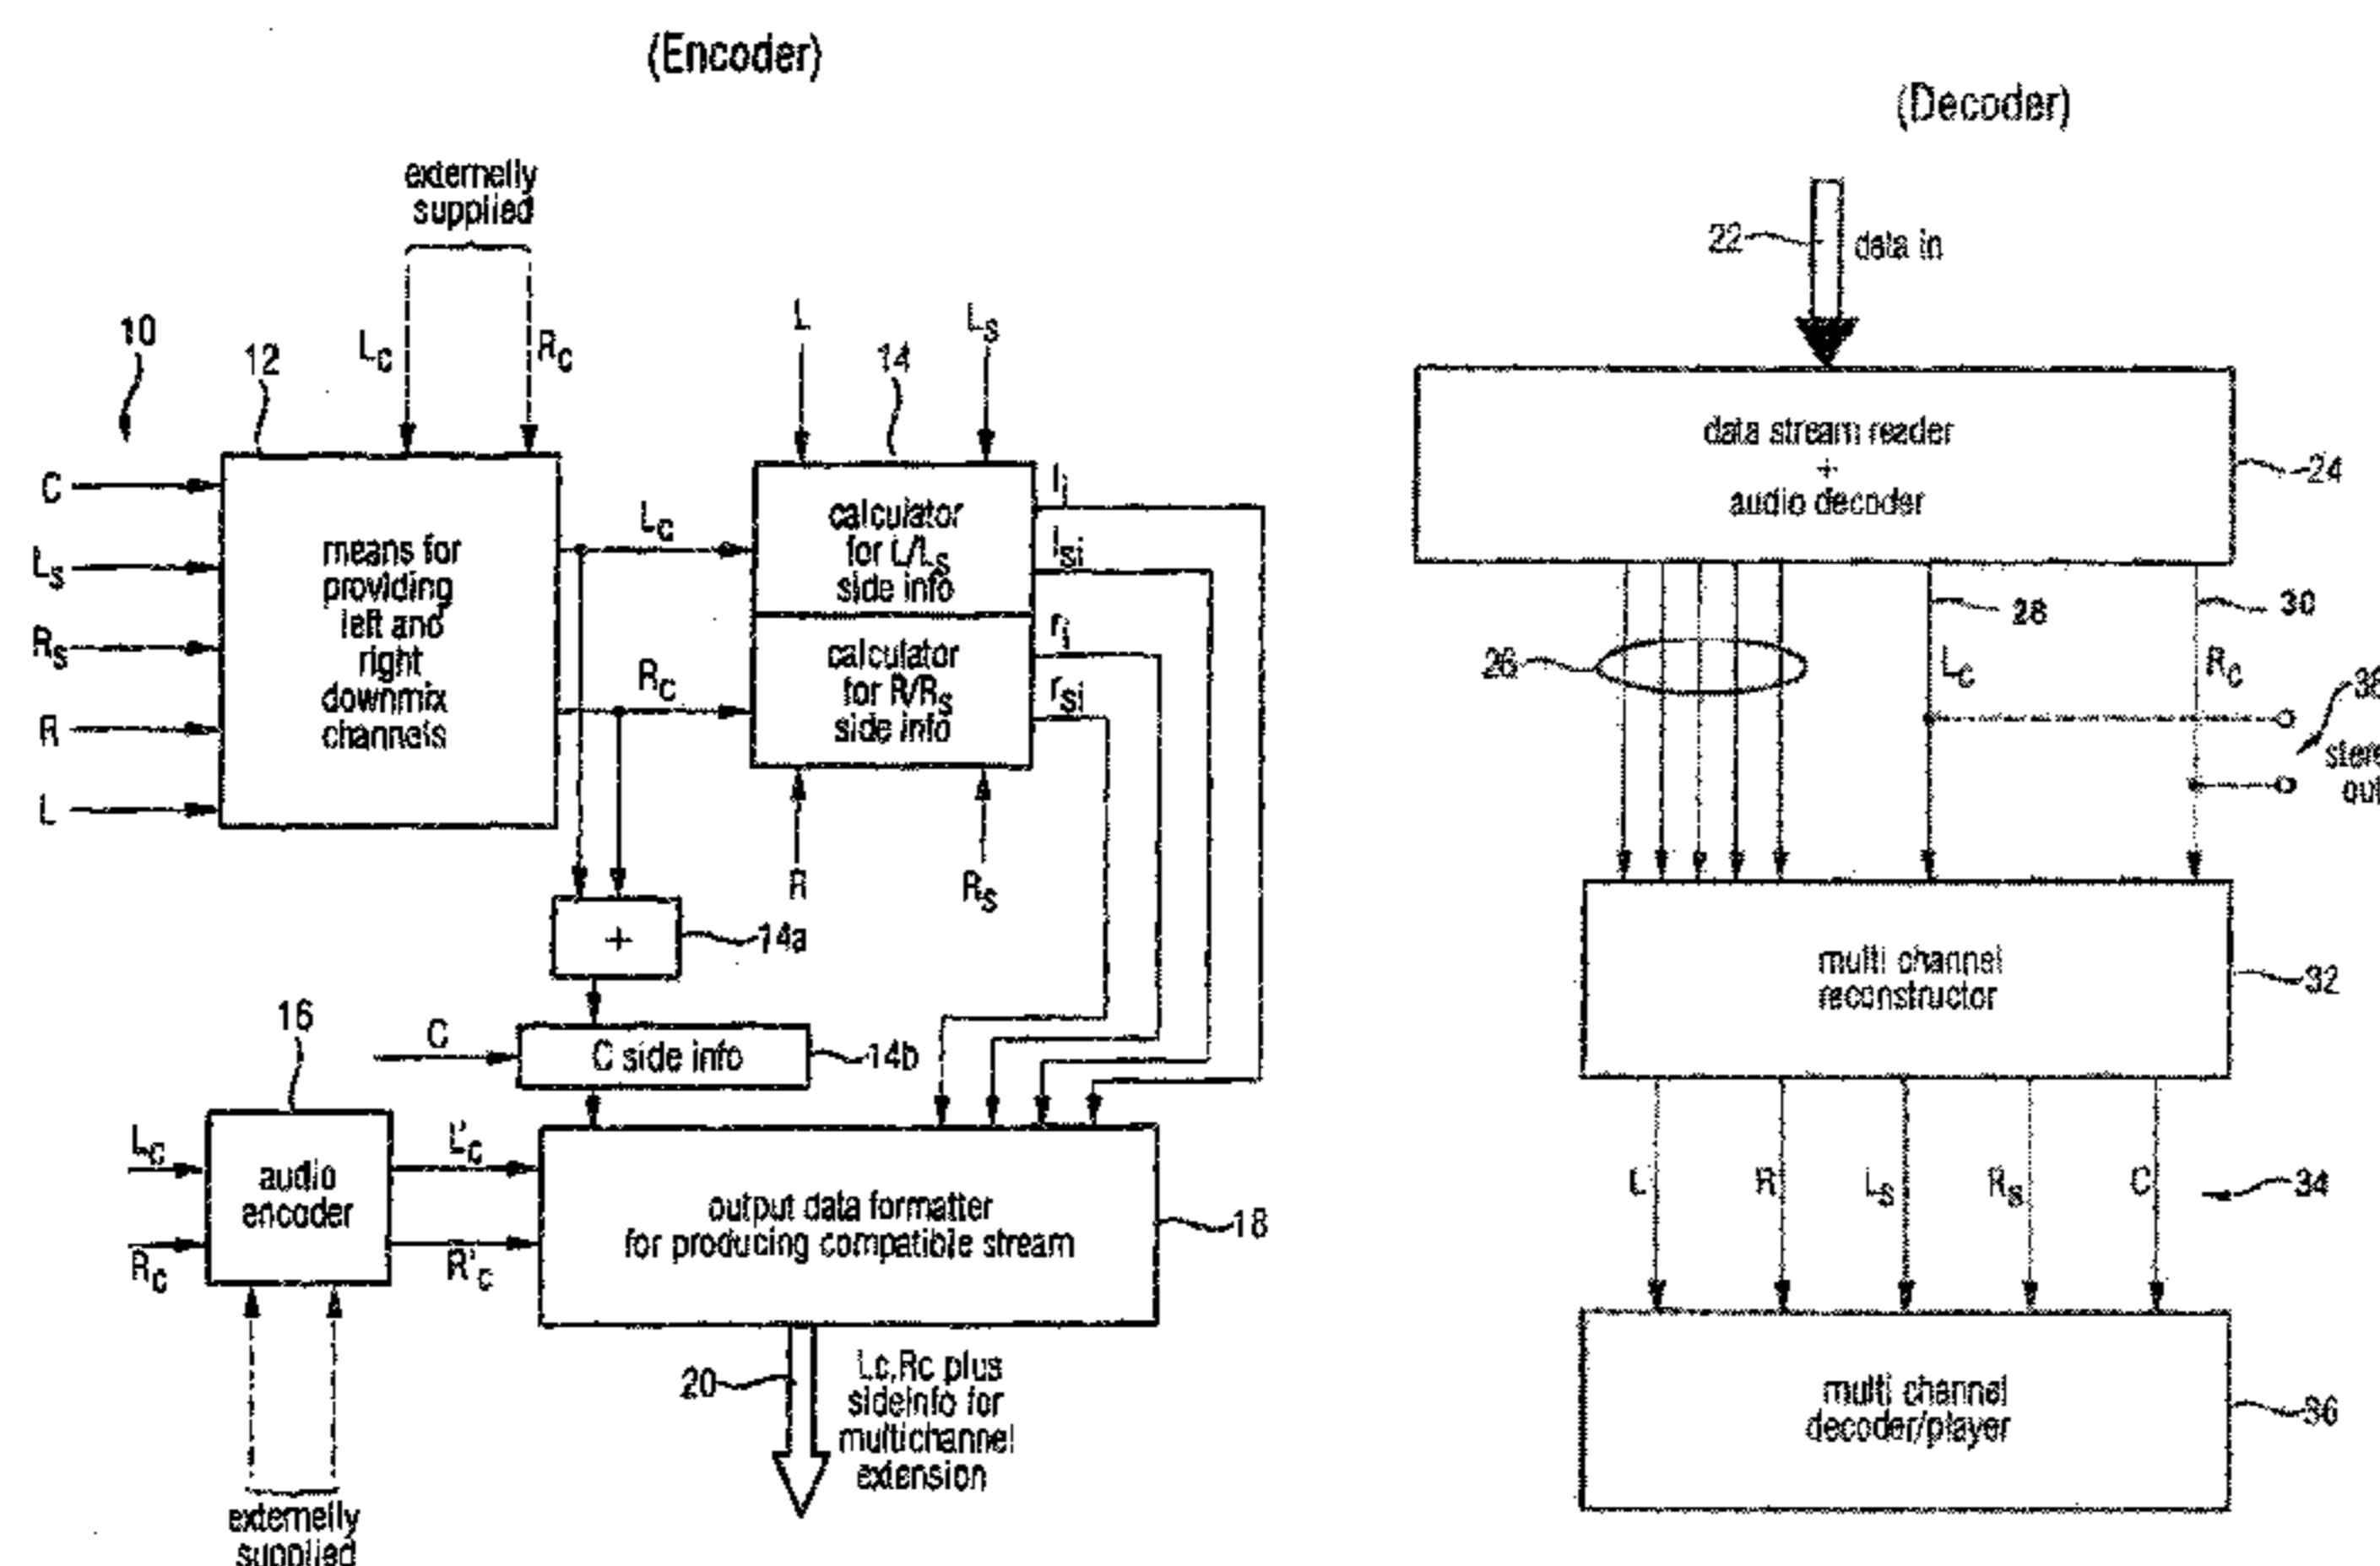 (Encoder)
externelly
supplied
10
12
Lc
Rc
L
Ls
14
C
Ls
Rs
R
L
means for
providing
left and
right
downmix
channels
Lc
Rc
calculator
for L/Ls
side info
calculator
for R/Rs
side info
li
lsi
ri
rsi
R
Rs
+
14a
C
C side info
14b
16
Lc
Rc
audio
encoder
L'c
R'c
output data formatter
for producing compatible stream
18
20
Lc,Rc plus
sideinfo for
multichannel
extension
externelly
supplied
(Decoder)
22
data in
data stream reader
+
audio decoder
24
26
28
Lc
30
Rc
38
multi channel
reconstructor
32
L
R
Ls
Rs
C
34
multi channel
decoder/player
36